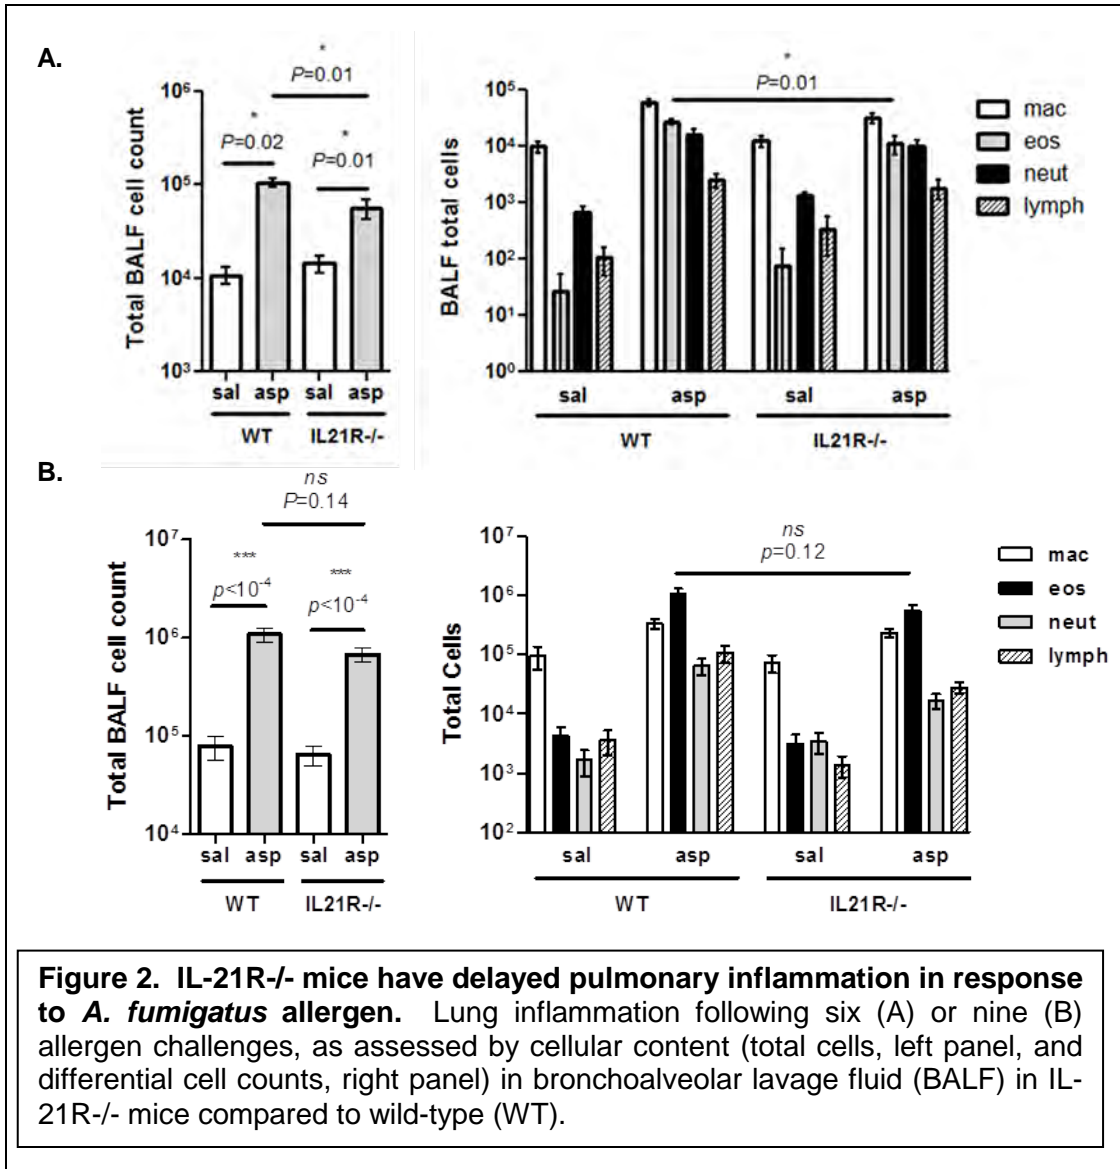 A.
*
P=0.01
*
P=0.02
*
P=0.01
10⁶
10⁵
10⁴
10³
Total BALF cell count
sal asp sal asp
WT IL21R-/-
*
P=0.01
10⁵
10⁴
10³
10²
10¹
10⁰
BALF total cells
mac
eos
neut
lymph
sal asp sal asp
WT IL21R-/-
B.
ns
P=0.14
***
p<10⁻⁴
***
p<10⁻⁴
10⁷
10⁶
10⁵
10⁴
Total BALF cell count
sal asp sal asp
WT IL21R-/-
ns
p=0.12
10⁷
10⁶
10⁵
10⁴
10³
10²
Total Cells
mac
eos
neut
lymph
sal asp sal asp
WT IL21R-/-
Figure 2. IL-21R-/- mice have delayed pulmonary inflammation in response
to A. fumigatus allergen. Lung inflammation following six (A) or nine (B)
allergen challenges, as assessed by cellular content (total cells, left panel, and
differential cell counts, right panel) in bronchoalveolar lavage fluid (BALF) in IL-
21R-/- mice compared to wild-type (WT).